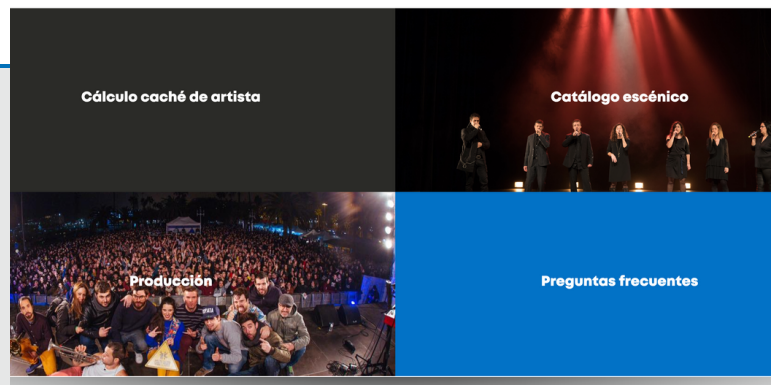 Cálculo caché de artista
Catálogo escénico
Producción
Preguntas frecuentes